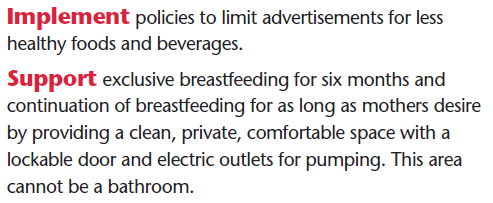 Implement policies to limit advertisements for less
healthy foods and beverages.
Support exclusive breastfeeding for six months and
continuation of breastfeeding for as long as mothers desire
by providing a clean, private, comfortable space with a
lockable door and electric outlets for pumping. This area
cannot be a bathroom.